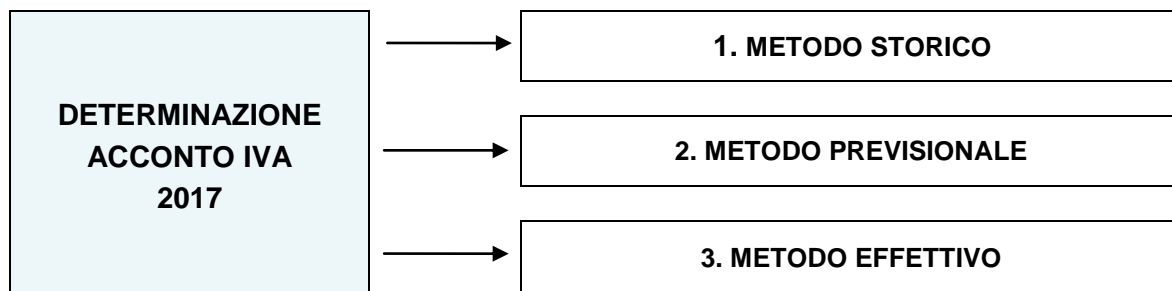 DETERMINAZIONE
ACCONTO IVA
2017
1. METODO STORICO
2. METODO PREVISIONALE
3. METODO EFFETTIVO